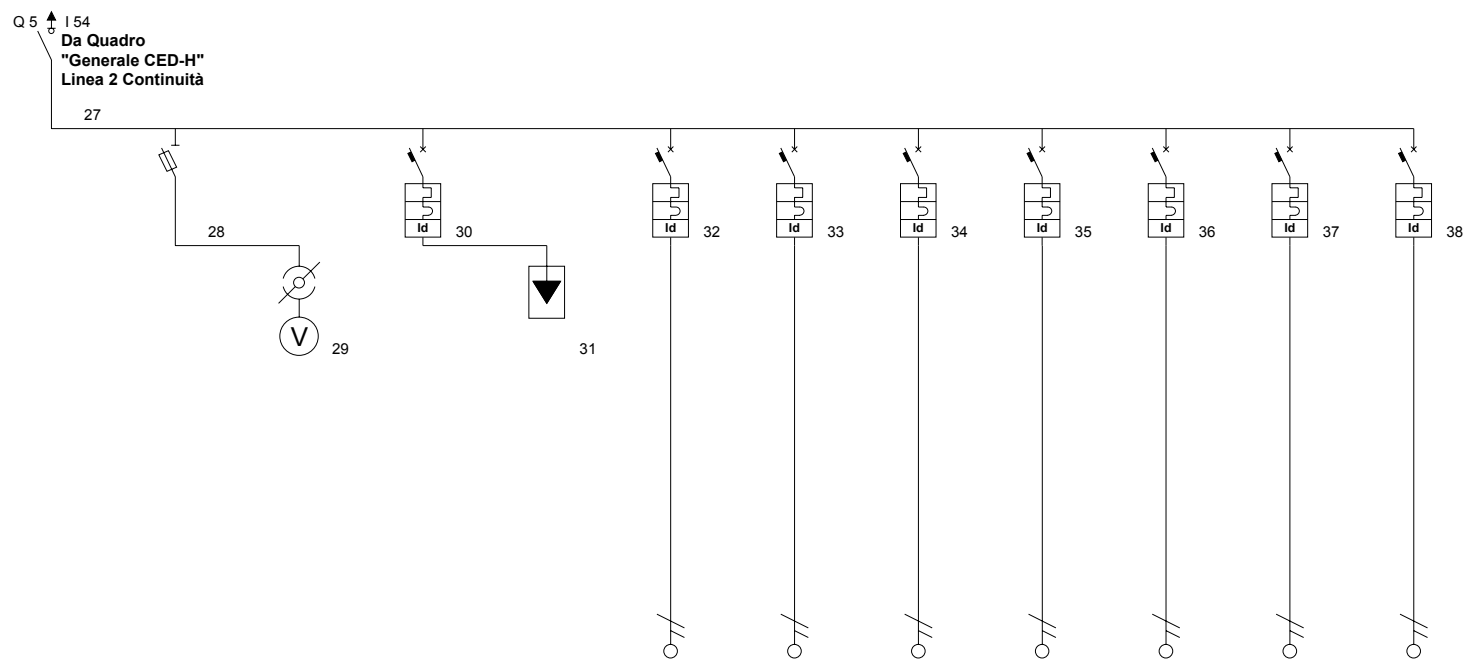 Q 5 I 54
Da Quadro
"Generale CED-H"
Linea 2 Continuità
27
28
30
32
33
34
35
36
37
38
Id
Id
Id
Id
Id
Id
Id
Id
V
29
31